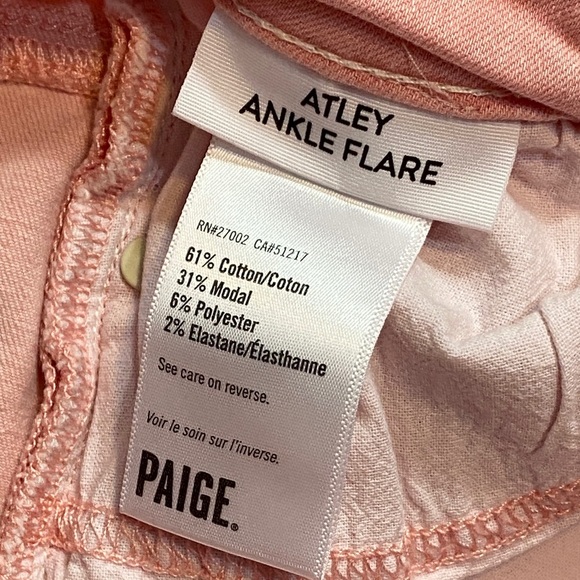 ATLEY
ANKLE FLARE
RN#27002 CA#51217
61% Cotton/Coton
31% Modal
6% Polyester
2% Elastane/Élasthanne
See care on reverse.
Voir le soin sur l'inverse.
PAIGE®